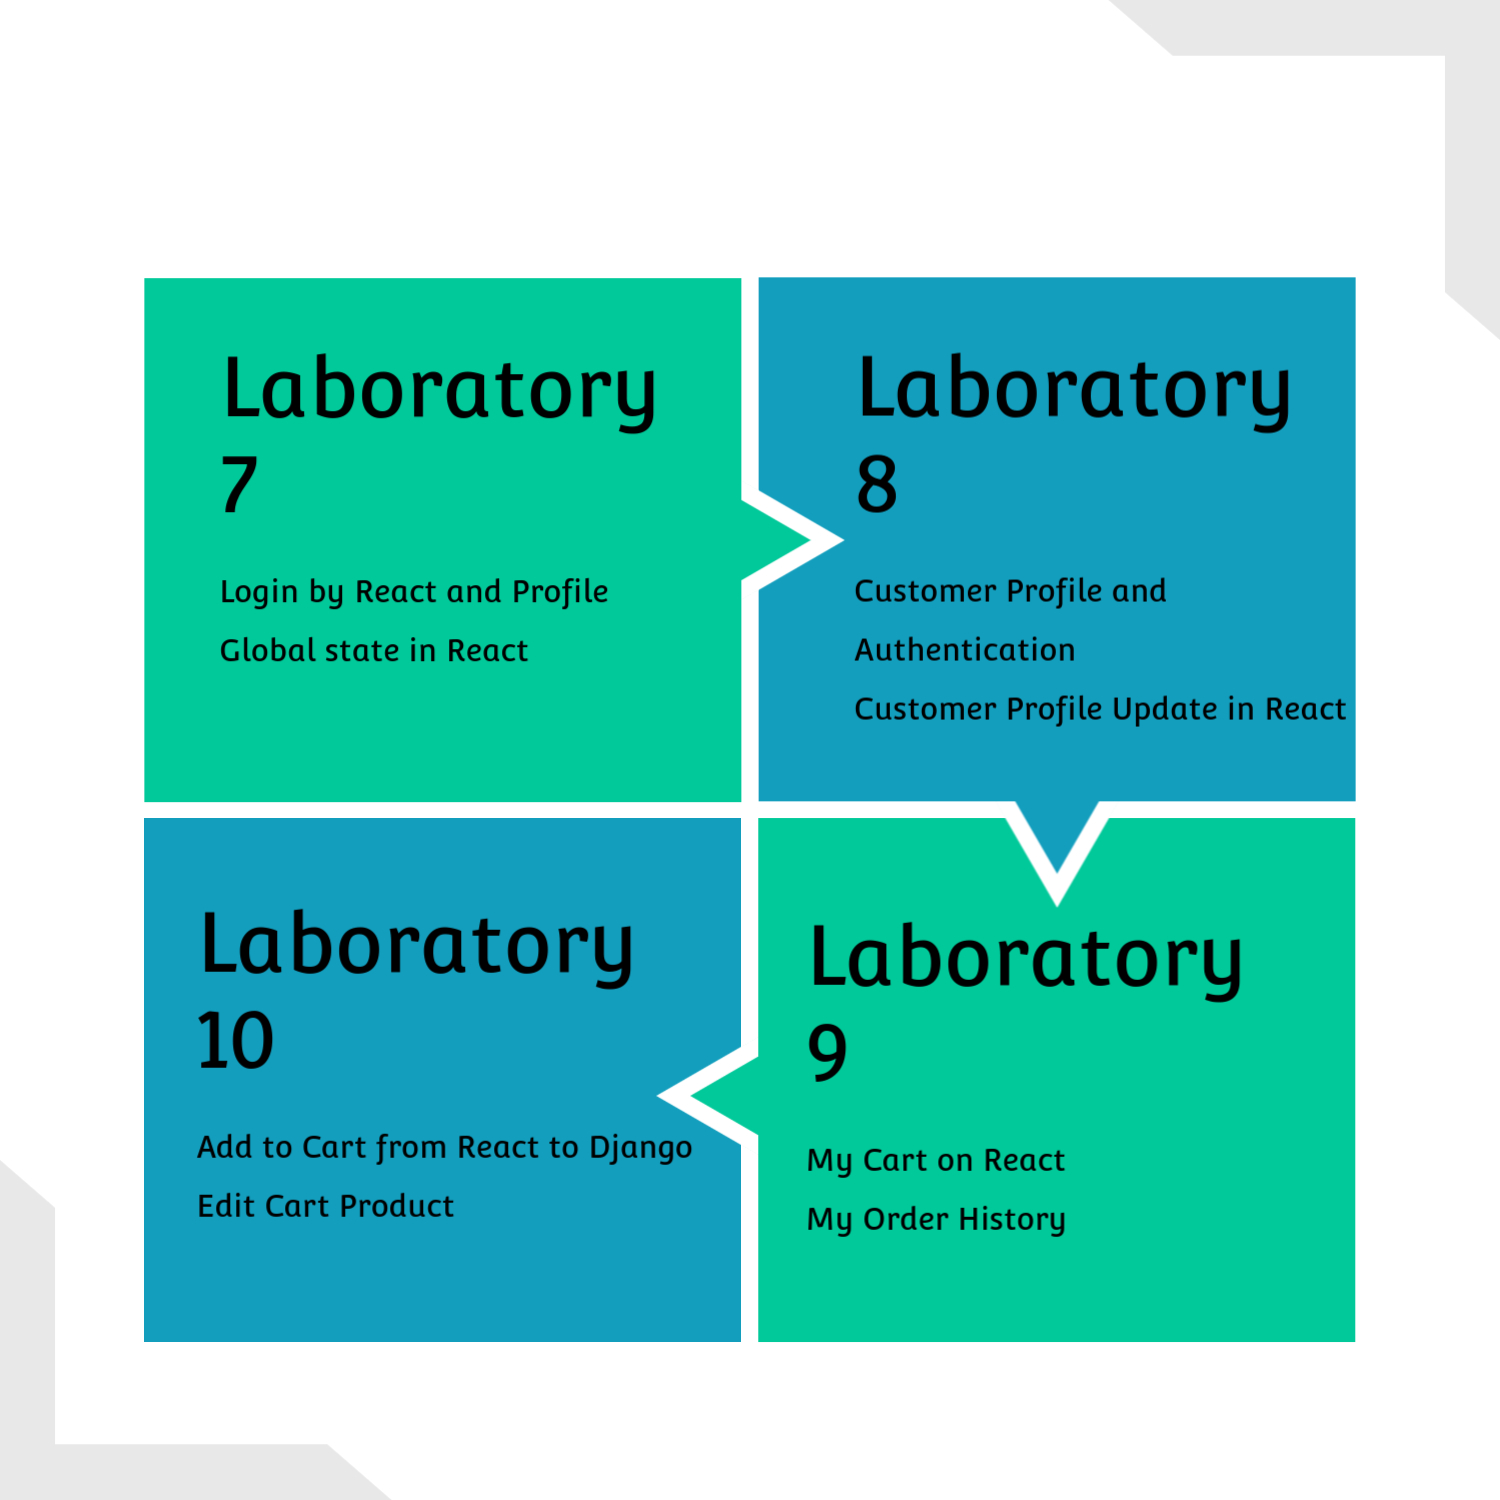 Laboratory
7
Login by React and Profile
Global state in React
Laboratory
8
Customer Profile and
Authentication
Customer Profile Update in React
Laboratory
9
My Cart on React
My Order History
Laboratory
10
Add to Cart from React to Django
Edit Cart Product